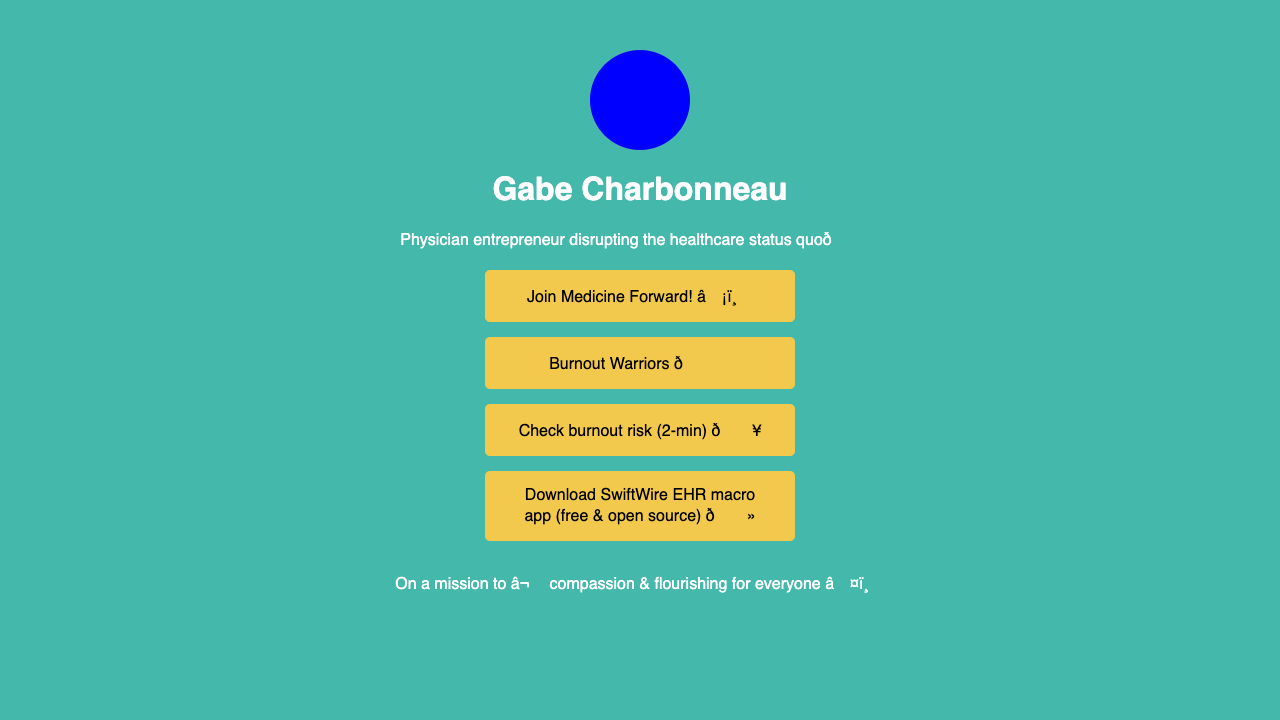 Gabe Charbonneau
Physician entrepreneur disrupting the healthcare status quoð
Join Medicine Forward! â ¡ï¸
Burnout Warriors ð
Check burnout risk (2-min) ð ¥
Download SwiftWire EHR macro
app (free & open source) ð »
On a mission to â¬ compassion & flourishing for everyone â ¤ï¸